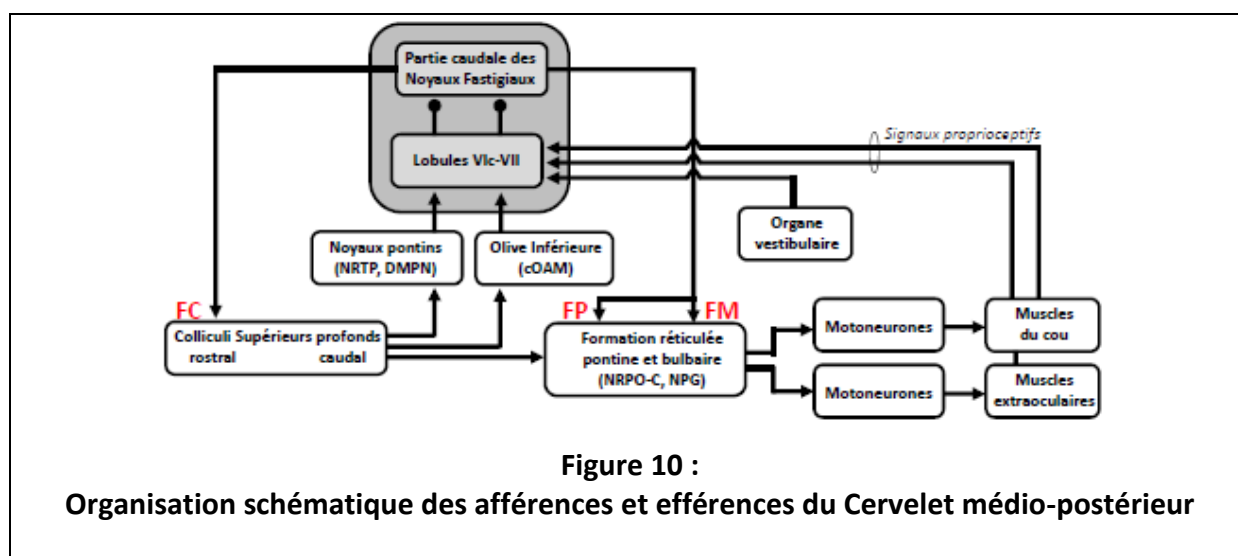 Partie caudale des
Noyaux Fastigiaux
Signaux proprioceptifs
Lobules VIc-VII
Organe
vestibulaire
Noyaux pontins
(NRTP, DMPN)
Olive Inférieure
(cOAM)
FC
FP
FM
Colliculi Supérieurs profonds
rostral caudal
Formation réticulée
pontine et bulbaire
(NRPO-C, NPG)
Motoneurones
Muscles
du cou
Motoneurones
Muscles
extraoculaires
Figure 10 :
Organisation schématique des afférences et efférences du Cervelet médio-postérieur